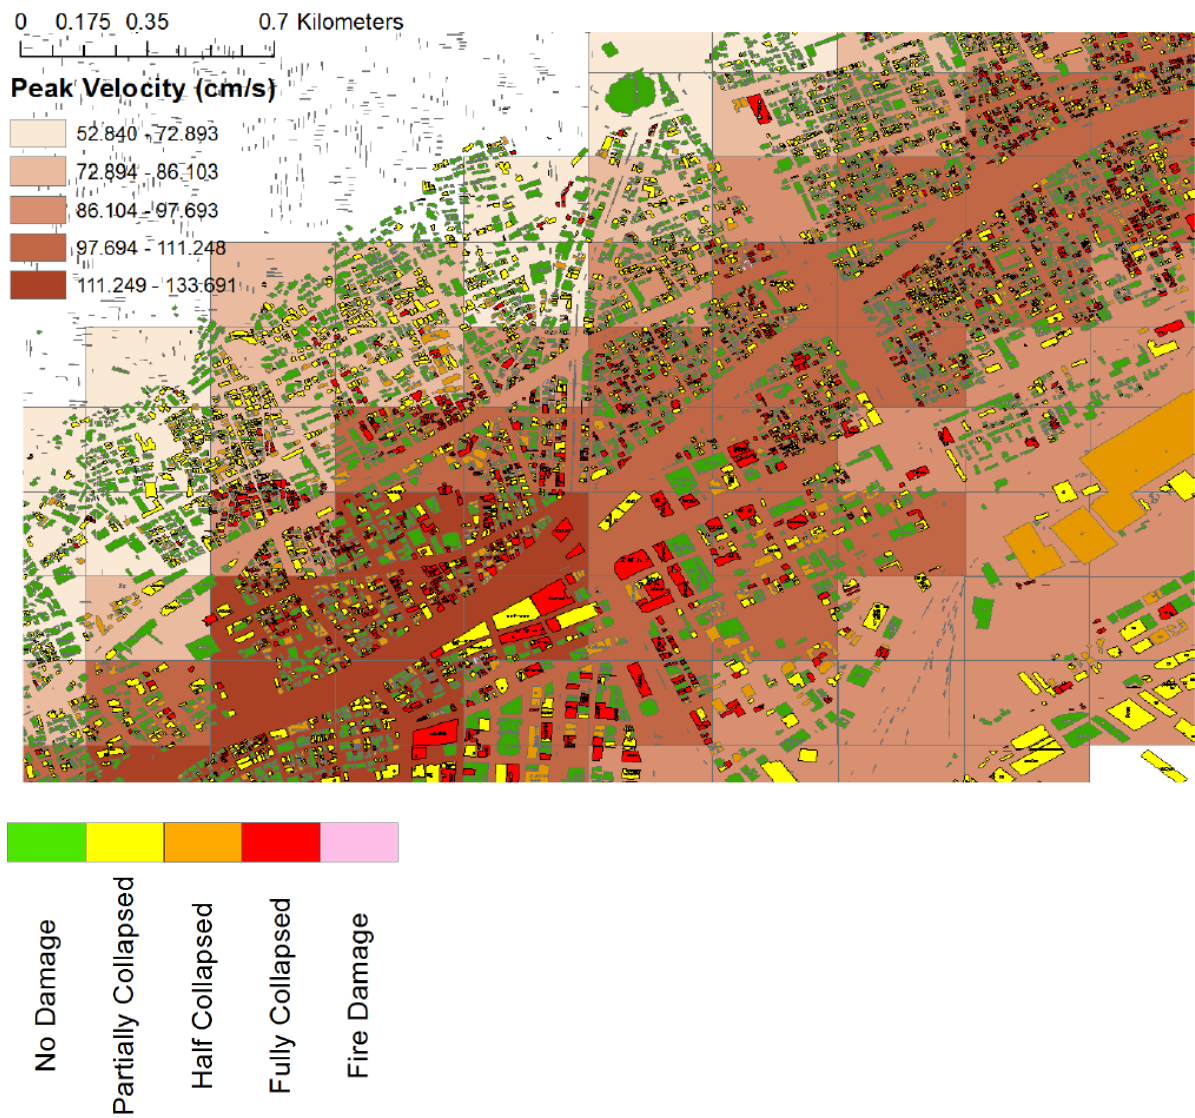 0 0.175 0.35 0.7 Kilometers
Peak Velocity (cm/s)
52.840 - 72.893
72.894 - 86.103
86.104 - 97.693
97.694 - 111.248
111.249 - 133.691
No Damage
Partially Collapsed
Half Collapsed
Fully Collapsed
Fire Damage